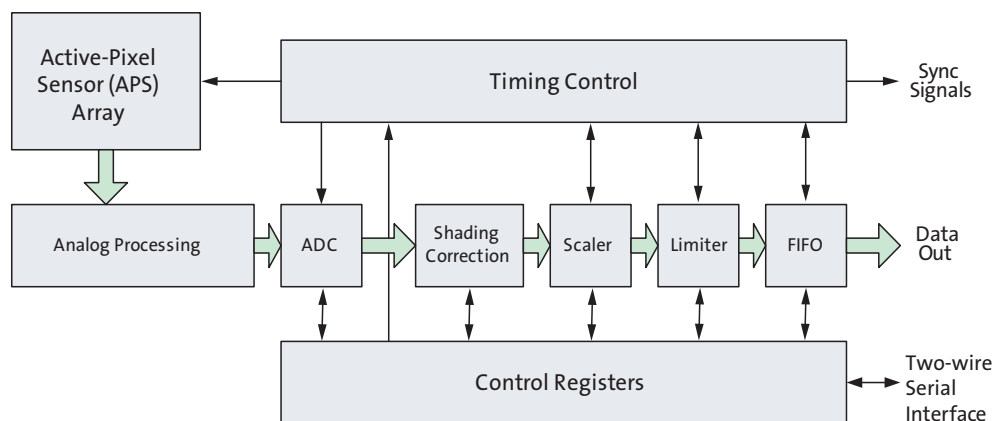 Active-Pixel
Sensor (APS)
Array
Timing Control
Sync
Signals
Analog Processing
ADC
Shading
Correction
Scaler
Limiter
FIFO
Data
Out
Control Registers
Two-wire
Serial
Interface